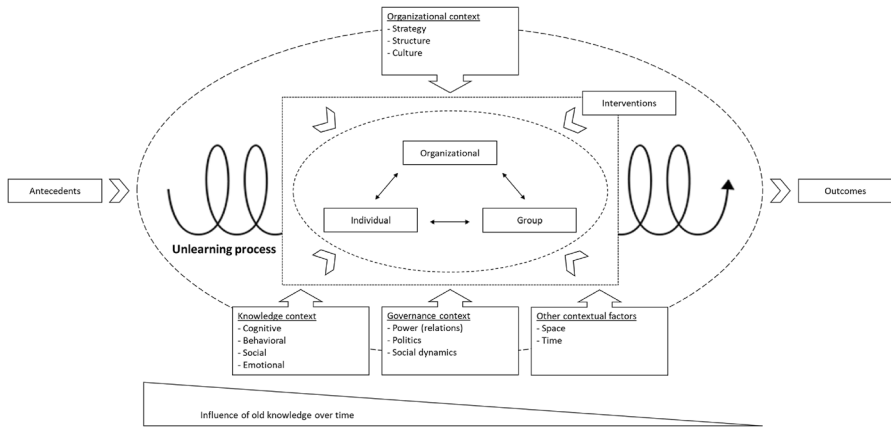 Organizational context
- Strategy
- Structure
- Culture
Interventions
Organizational
Antecedents
Individual
Group
Outcomes
Unlearning process
Knowledge context
- Cognitive
- Behavioral
- Social
- Emotional
Governance context
- Power (relations)
- Politics
- Social dynamics
Other contextual factors
- Space
- Time
Influence of old knowledge over time